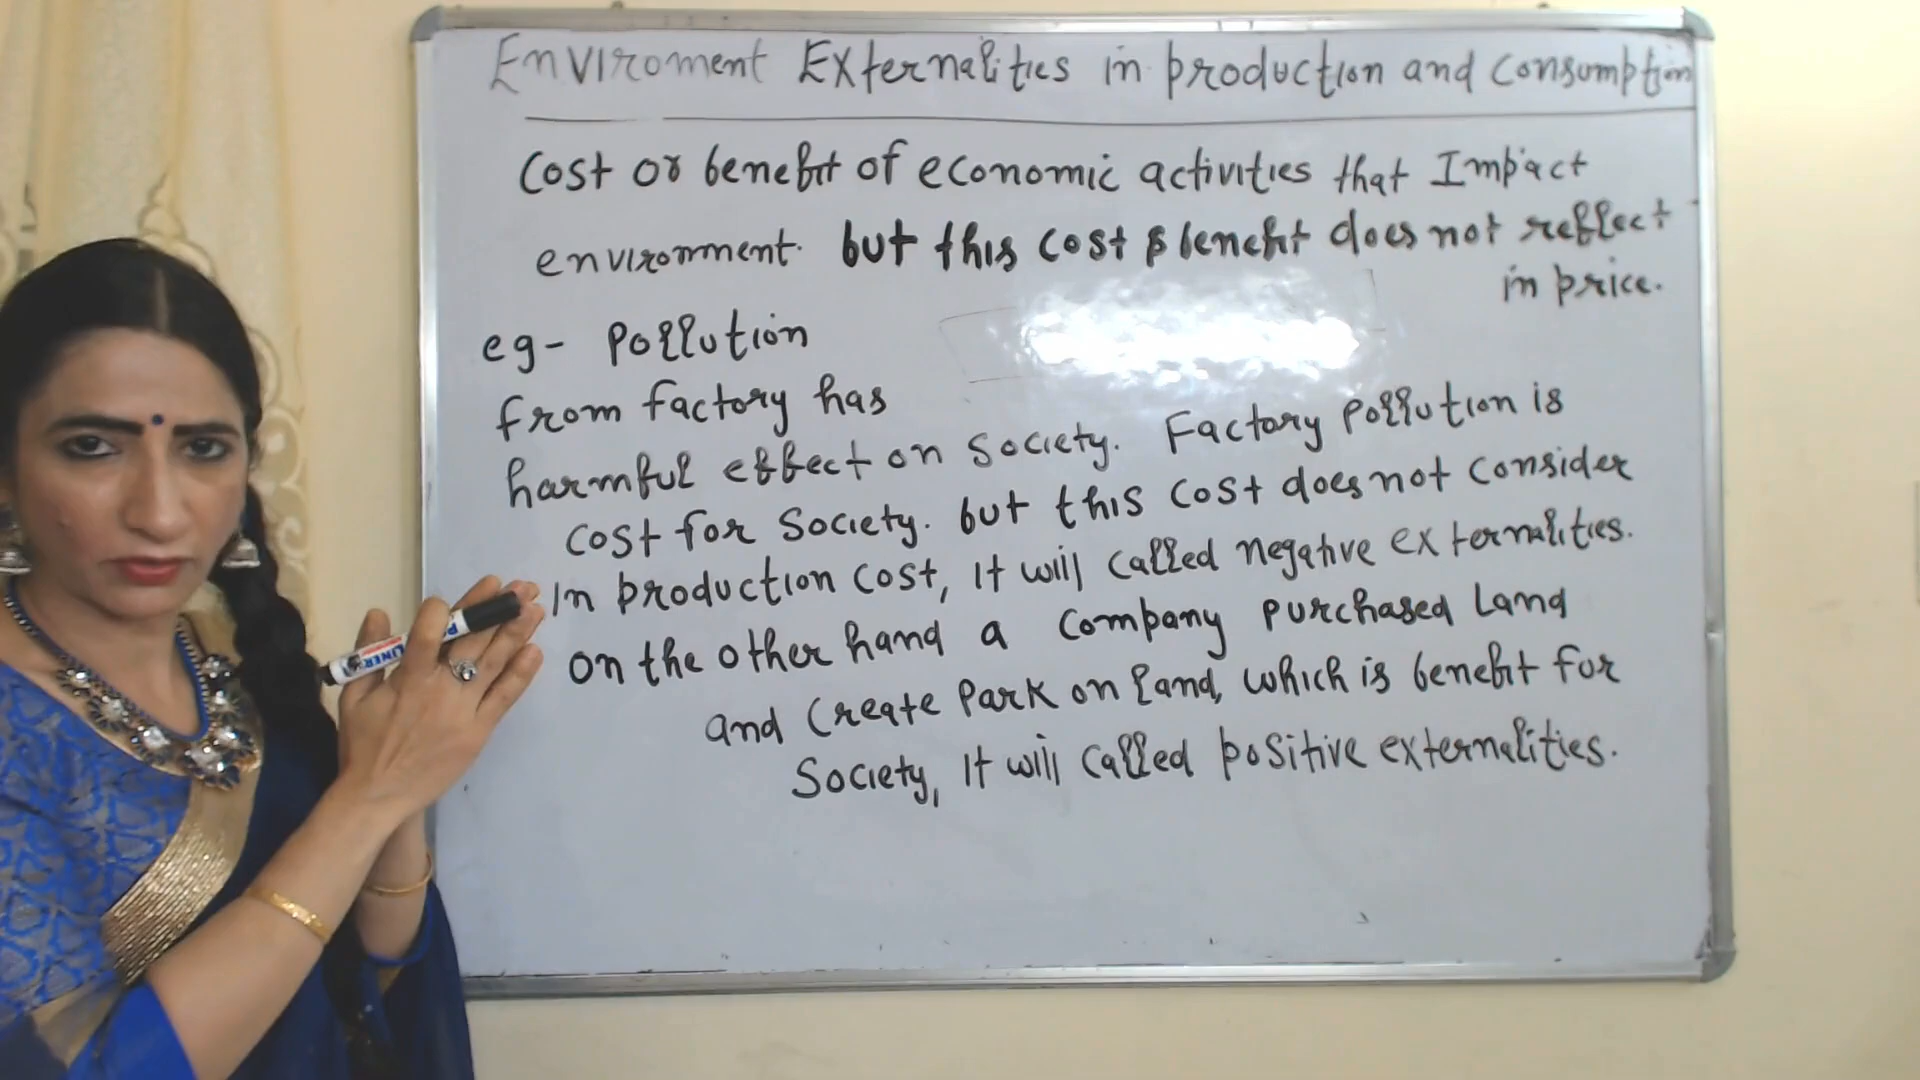 Enviroment Externalities in production and consumption
Cost or benefit of economic activities that Impact
environment. but this cost & benefit does not reflect
in price.
eg- Pollution
from factory has
harmful effect on society. Factory Pollution is
cost for society. but this cost does not consider
in production cost, it will called negative externalities.
on the other hand a company purchased Land
and create Park on Land, which is benefit for
Society, it will called positive externalities.
LINER